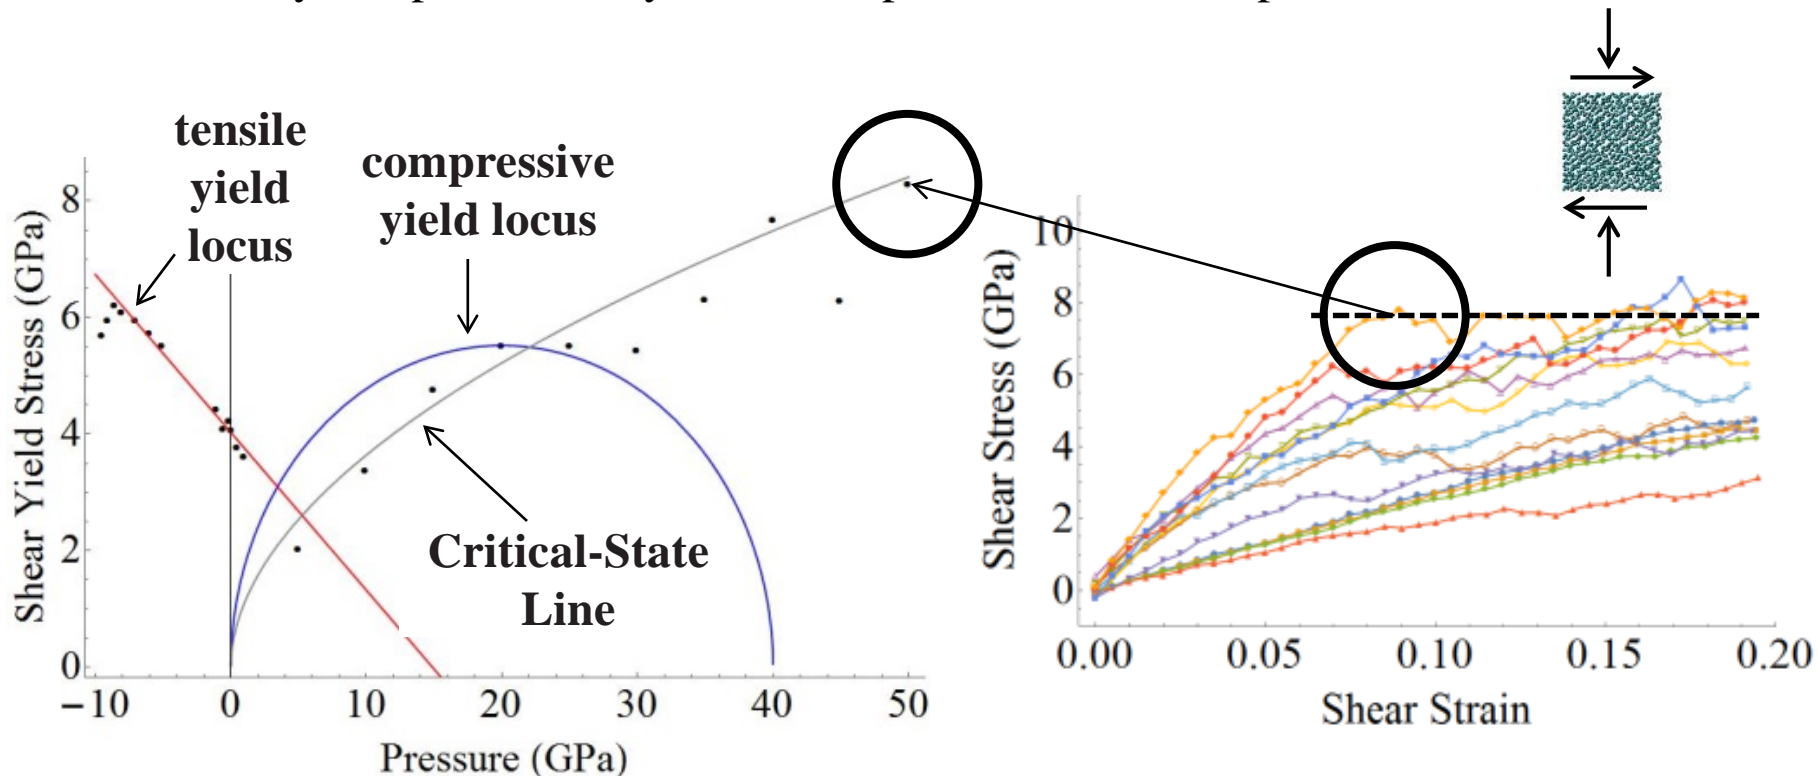 tensile
yield
locus
compressive
yield locus
Critical-State
Line
Shear Yield Stress (GPa)
8
6
4
2
0
−10
0
10
20
30
40
50
Pressure (GPa)
Shear Stress (GPa)
10
8
6
4
2
0
0.00
0.05
0.10
0.15
0.20
Shear Strain